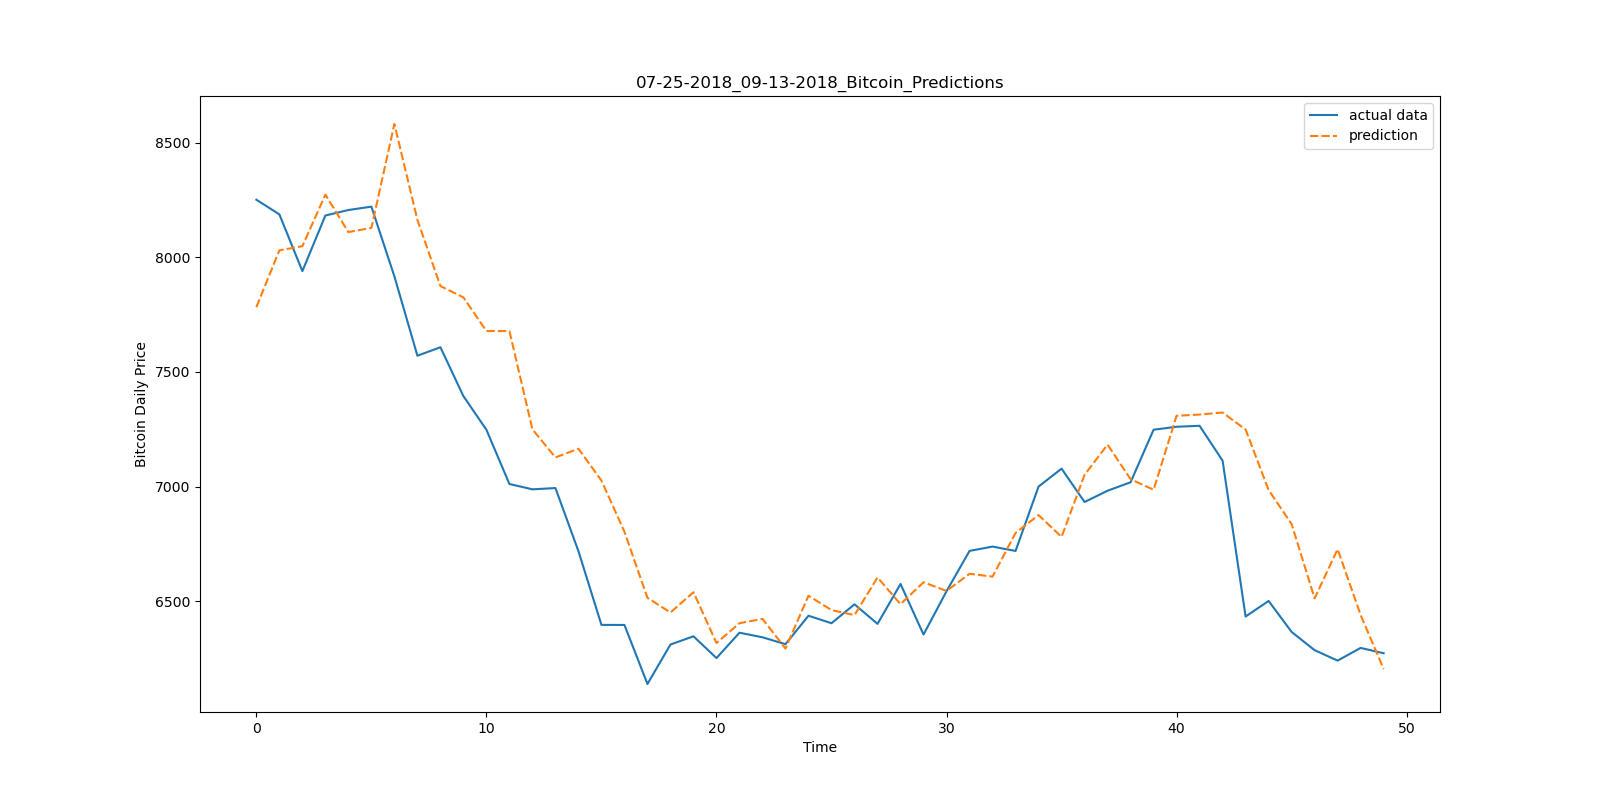 07-25-2018_09-13-2018_Bitcoin_Predictions
actual data
prediction
8500
8000
7500
7000
6500
Bitcoin Daily Price
0 10 20 30 40 50
Time